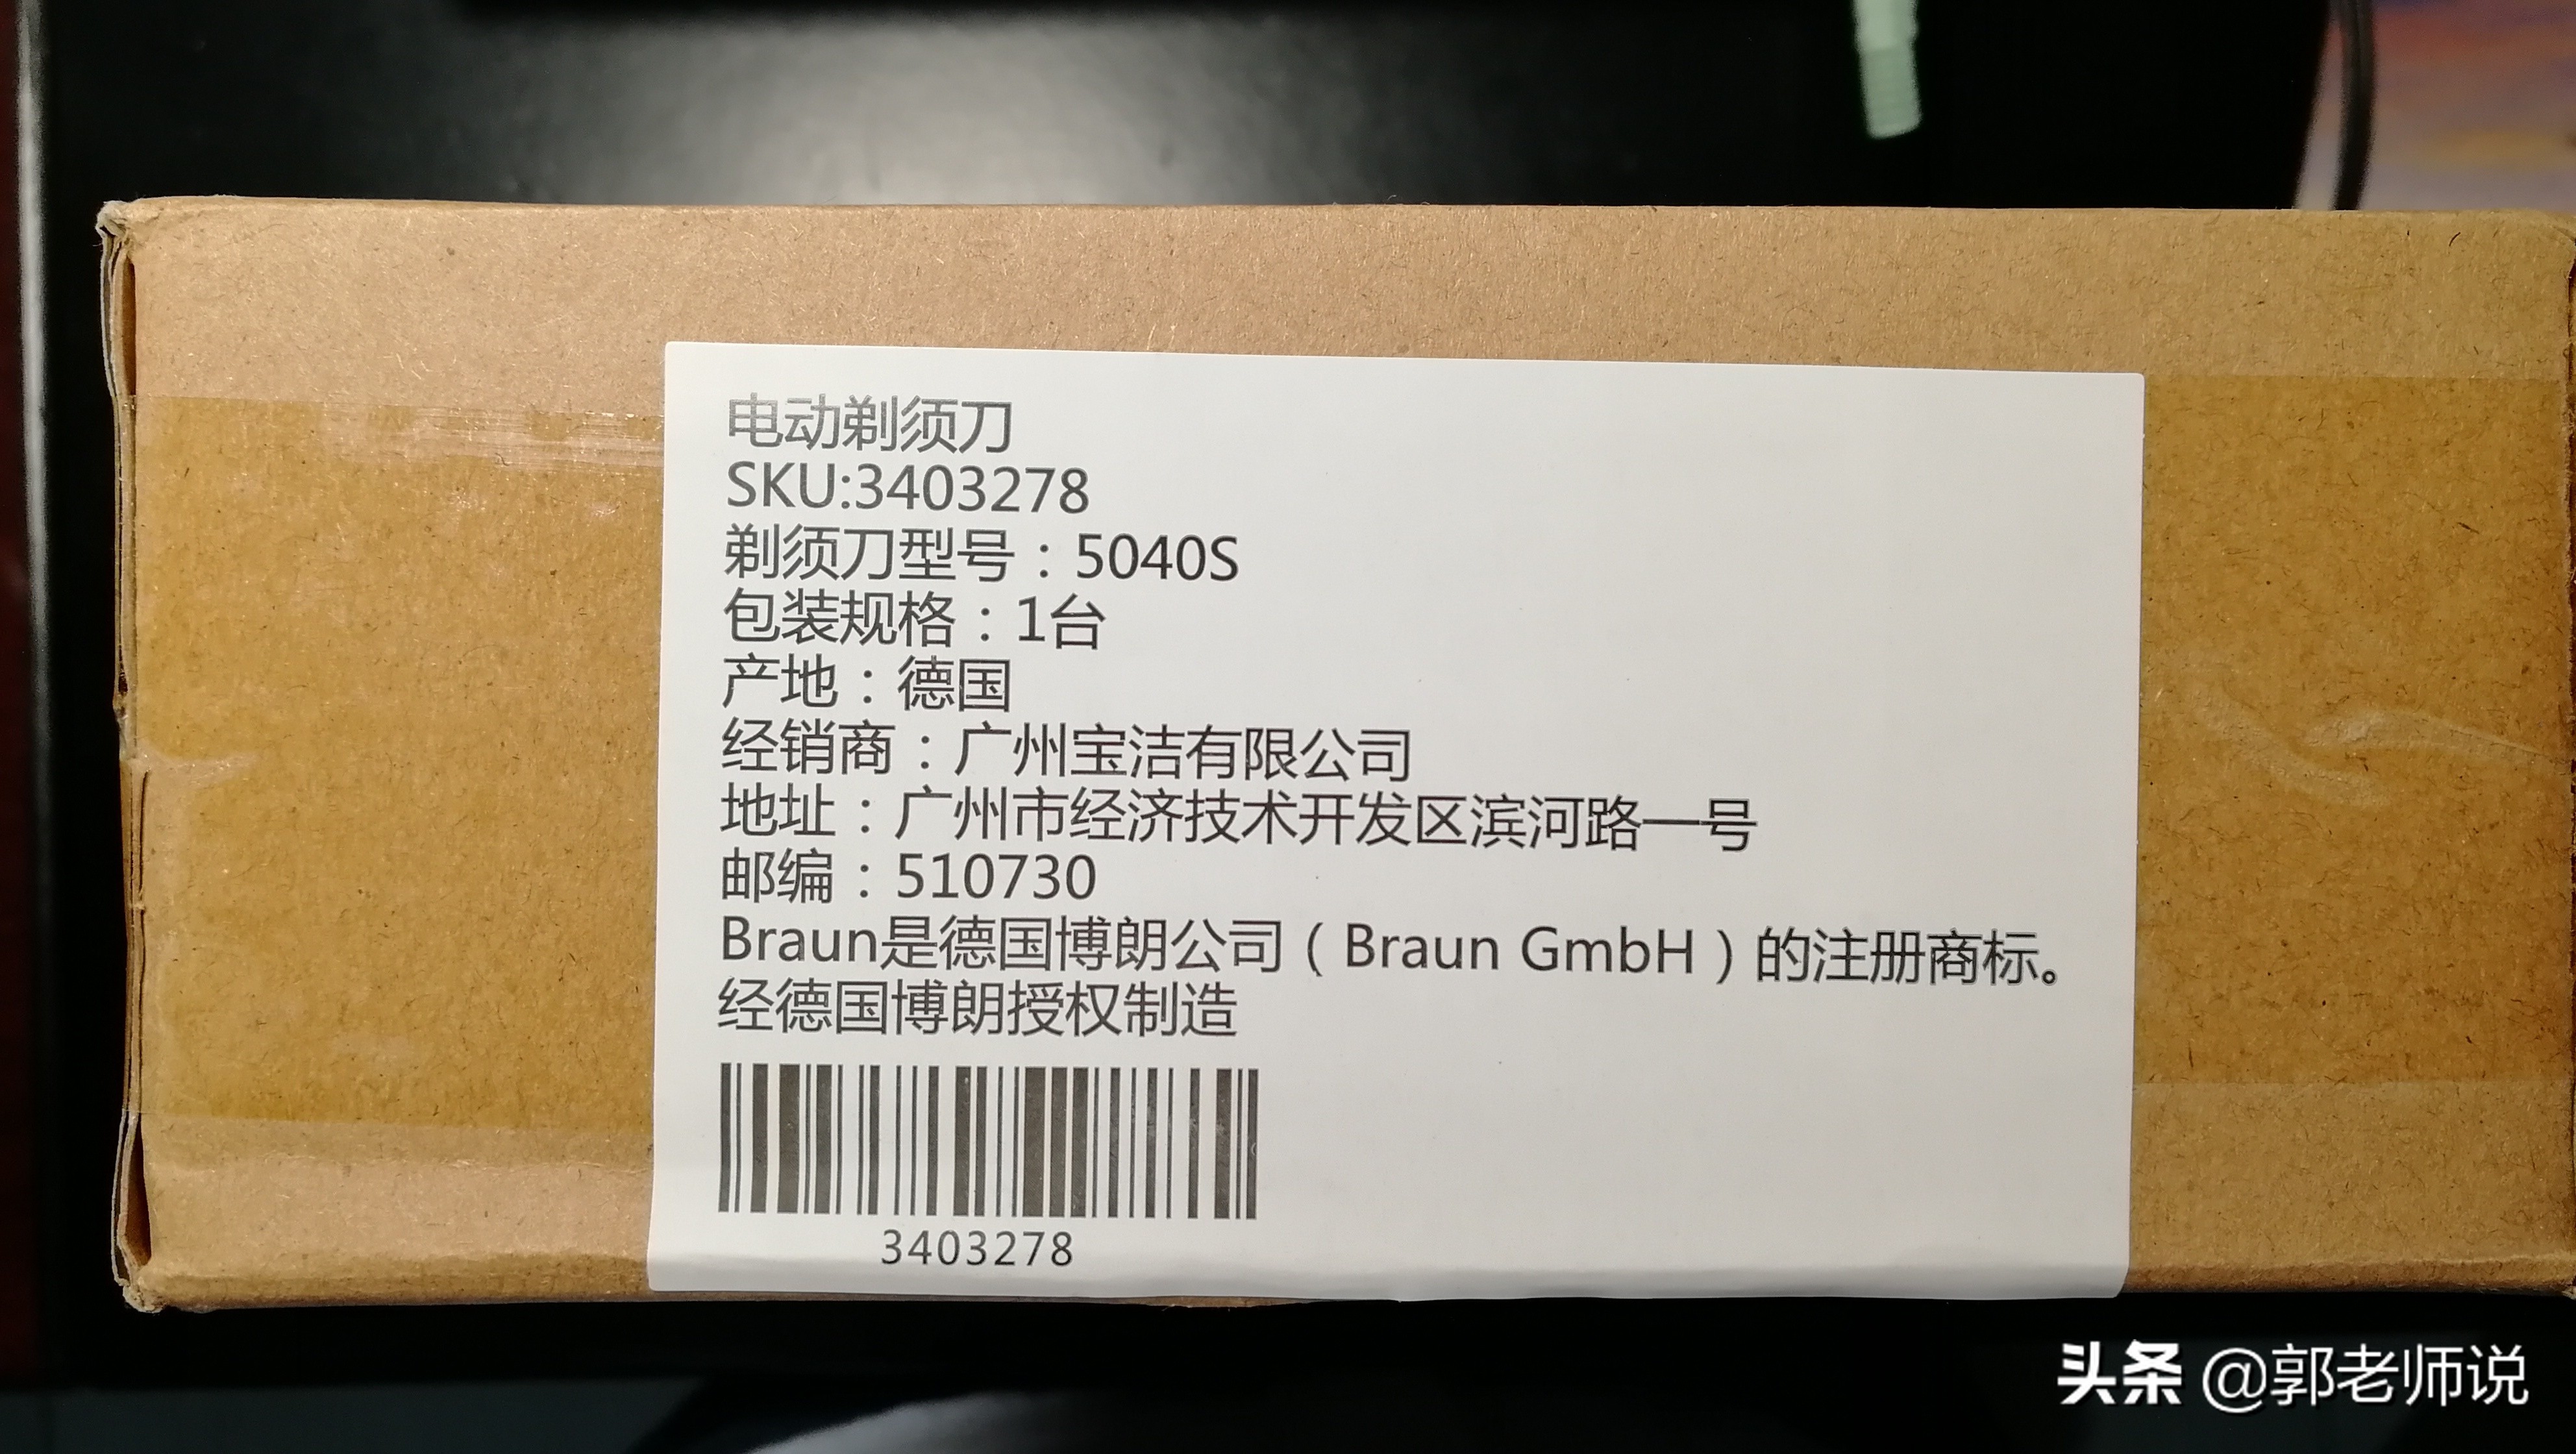 电动剃须刀
SKU:3403278
剃须刀型号：5040S
包装规格：1台
产地：德国
经销商：广州宝洁有限公司
地址：广州市经济技术开发区滨河路一号
邮编：510730
Braun是德国博朗公司（Braun GmbH）的注册商标。
经德国博朗授权制造
3403278
头条 @郭老师说